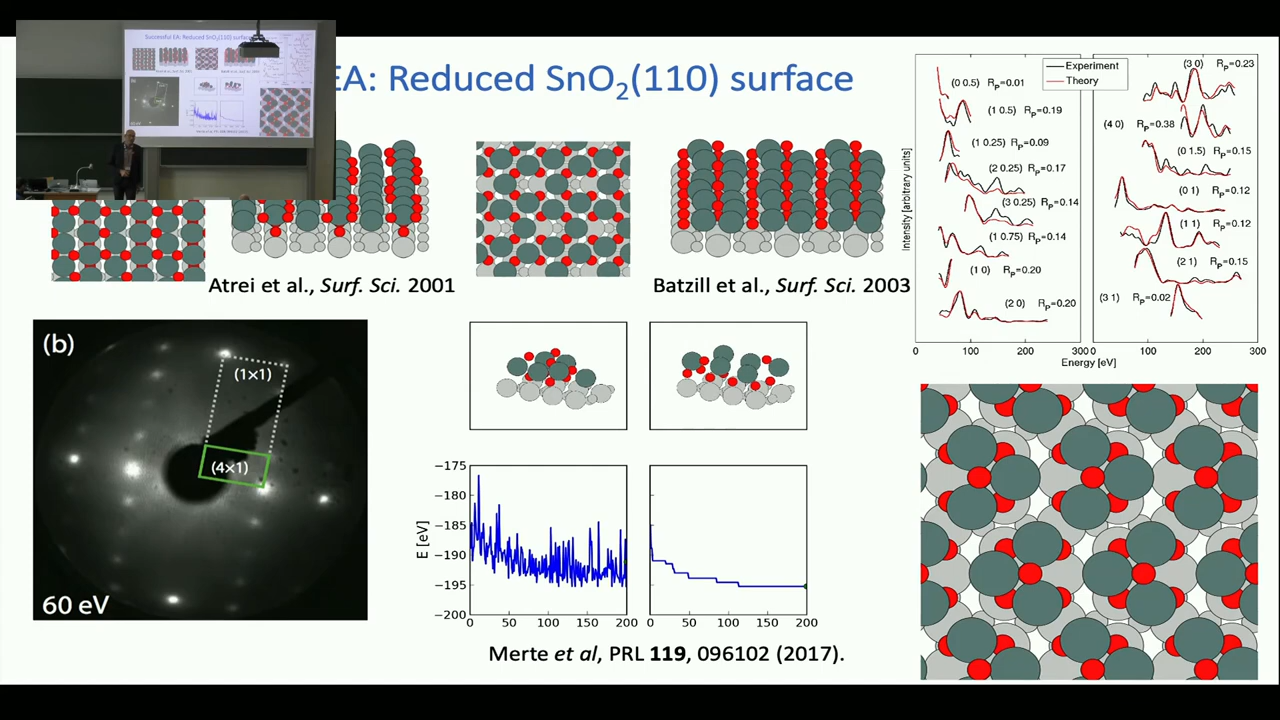 Successful EA: Reduced SnO₂(110) surface
EA: Reduced SnO₂(110) surface
Atrei et al., Surf. Sci. 2001
Batzill et al., Surf. Sci. 2003
(b)
(1×1)
(4×1)
60 eV
E [eV]
−175
−180
−185
−190
−195
−200
0 50 100 150 200
0 50 100 150 200
Merte et al, PRL 119, 096102 (2017).
Experiment
Theory
Intensity [arbitrary units]
(0 0.5) Rₚ=0.01
(1 0.5) Rₚ=0.19
(1 0.25) Rₚ=0.09
(2 0.25) Rₚ=0.17
(3 0.25) Rₚ=0.14
(1 0.75) Rₚ=0.14
(1 0) Rₚ=0.20
(2 0) Rₚ=0.20
(3 0) Rₚ=0.23
(4 0) Rₚ=0.38
(0 1.5) Rₚ=0.15
(0 1) Rₚ=0.12
(1 1) Rₚ=0.12
(2 1) Rₚ=0.15
(3 1) Rₚ=0.02
0 100 200 300 0 100 200 300
Energy [eV]